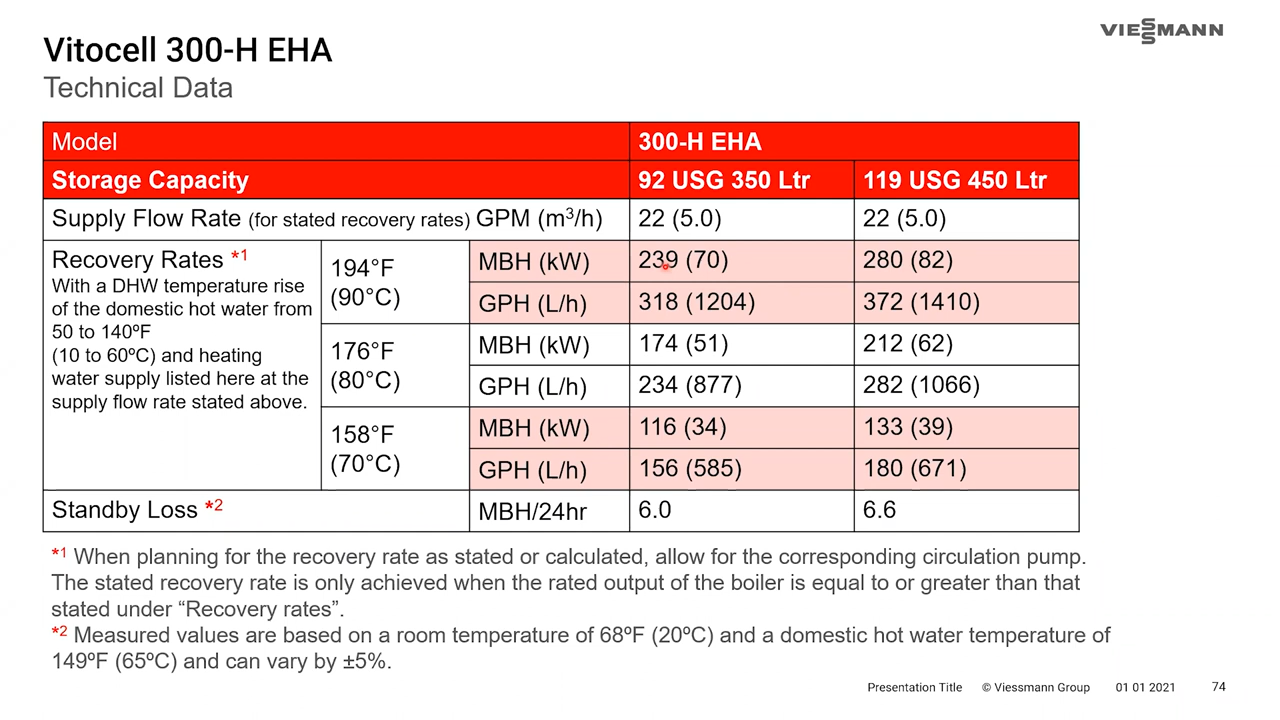 VIESSMANN
Vitocell 300-H EHA
Technical Data
Model 300-H EHA
Storage Capacity 92 USG 350 Ltr 119 USG 450 Ltr
Supply Flow Rate (for stated recovery rates) GPM (m³/h) 22 (5.0) 22 (5.0)
Recovery Rates *1
With a DHW temperature rise
of the domestic hot water from
50 to 140ºF
(10 to 60ºC) and heating
water supply listed here at the
supply flow rate stated above.
194°F
(90°C)
MBH (kW) 239 (70) 280 (82)
GPH (L/h) 318 (1204) 372 (1410)
176°F
(80°C)
MBH (kW) 174 (51) 212 (62)
GPH (L/h) 234 (877) 282 (1066)
158°F
(70°C)
MBH (kW) 116 (34) 133 (39)
GPH (L/h) 156 (585) 180 (671)
Standby Loss *2 MBH/24hr 6.0 6.6
*1 When planning for the recovery rate as stated or calculated, allow for the corresponding circulation pump.
The stated recovery rate is only achieved when the rated output of the boiler is equal to or greater than that
stated under “Recovery rates”.
*2 Measured values are based on a room temperature of 68ºF (20ºC) and a domestic hot water temperature of
149ºF (65ºC) and can vary by ±5%.
Presentation Title © Viessmann Group 01 01 2021 74